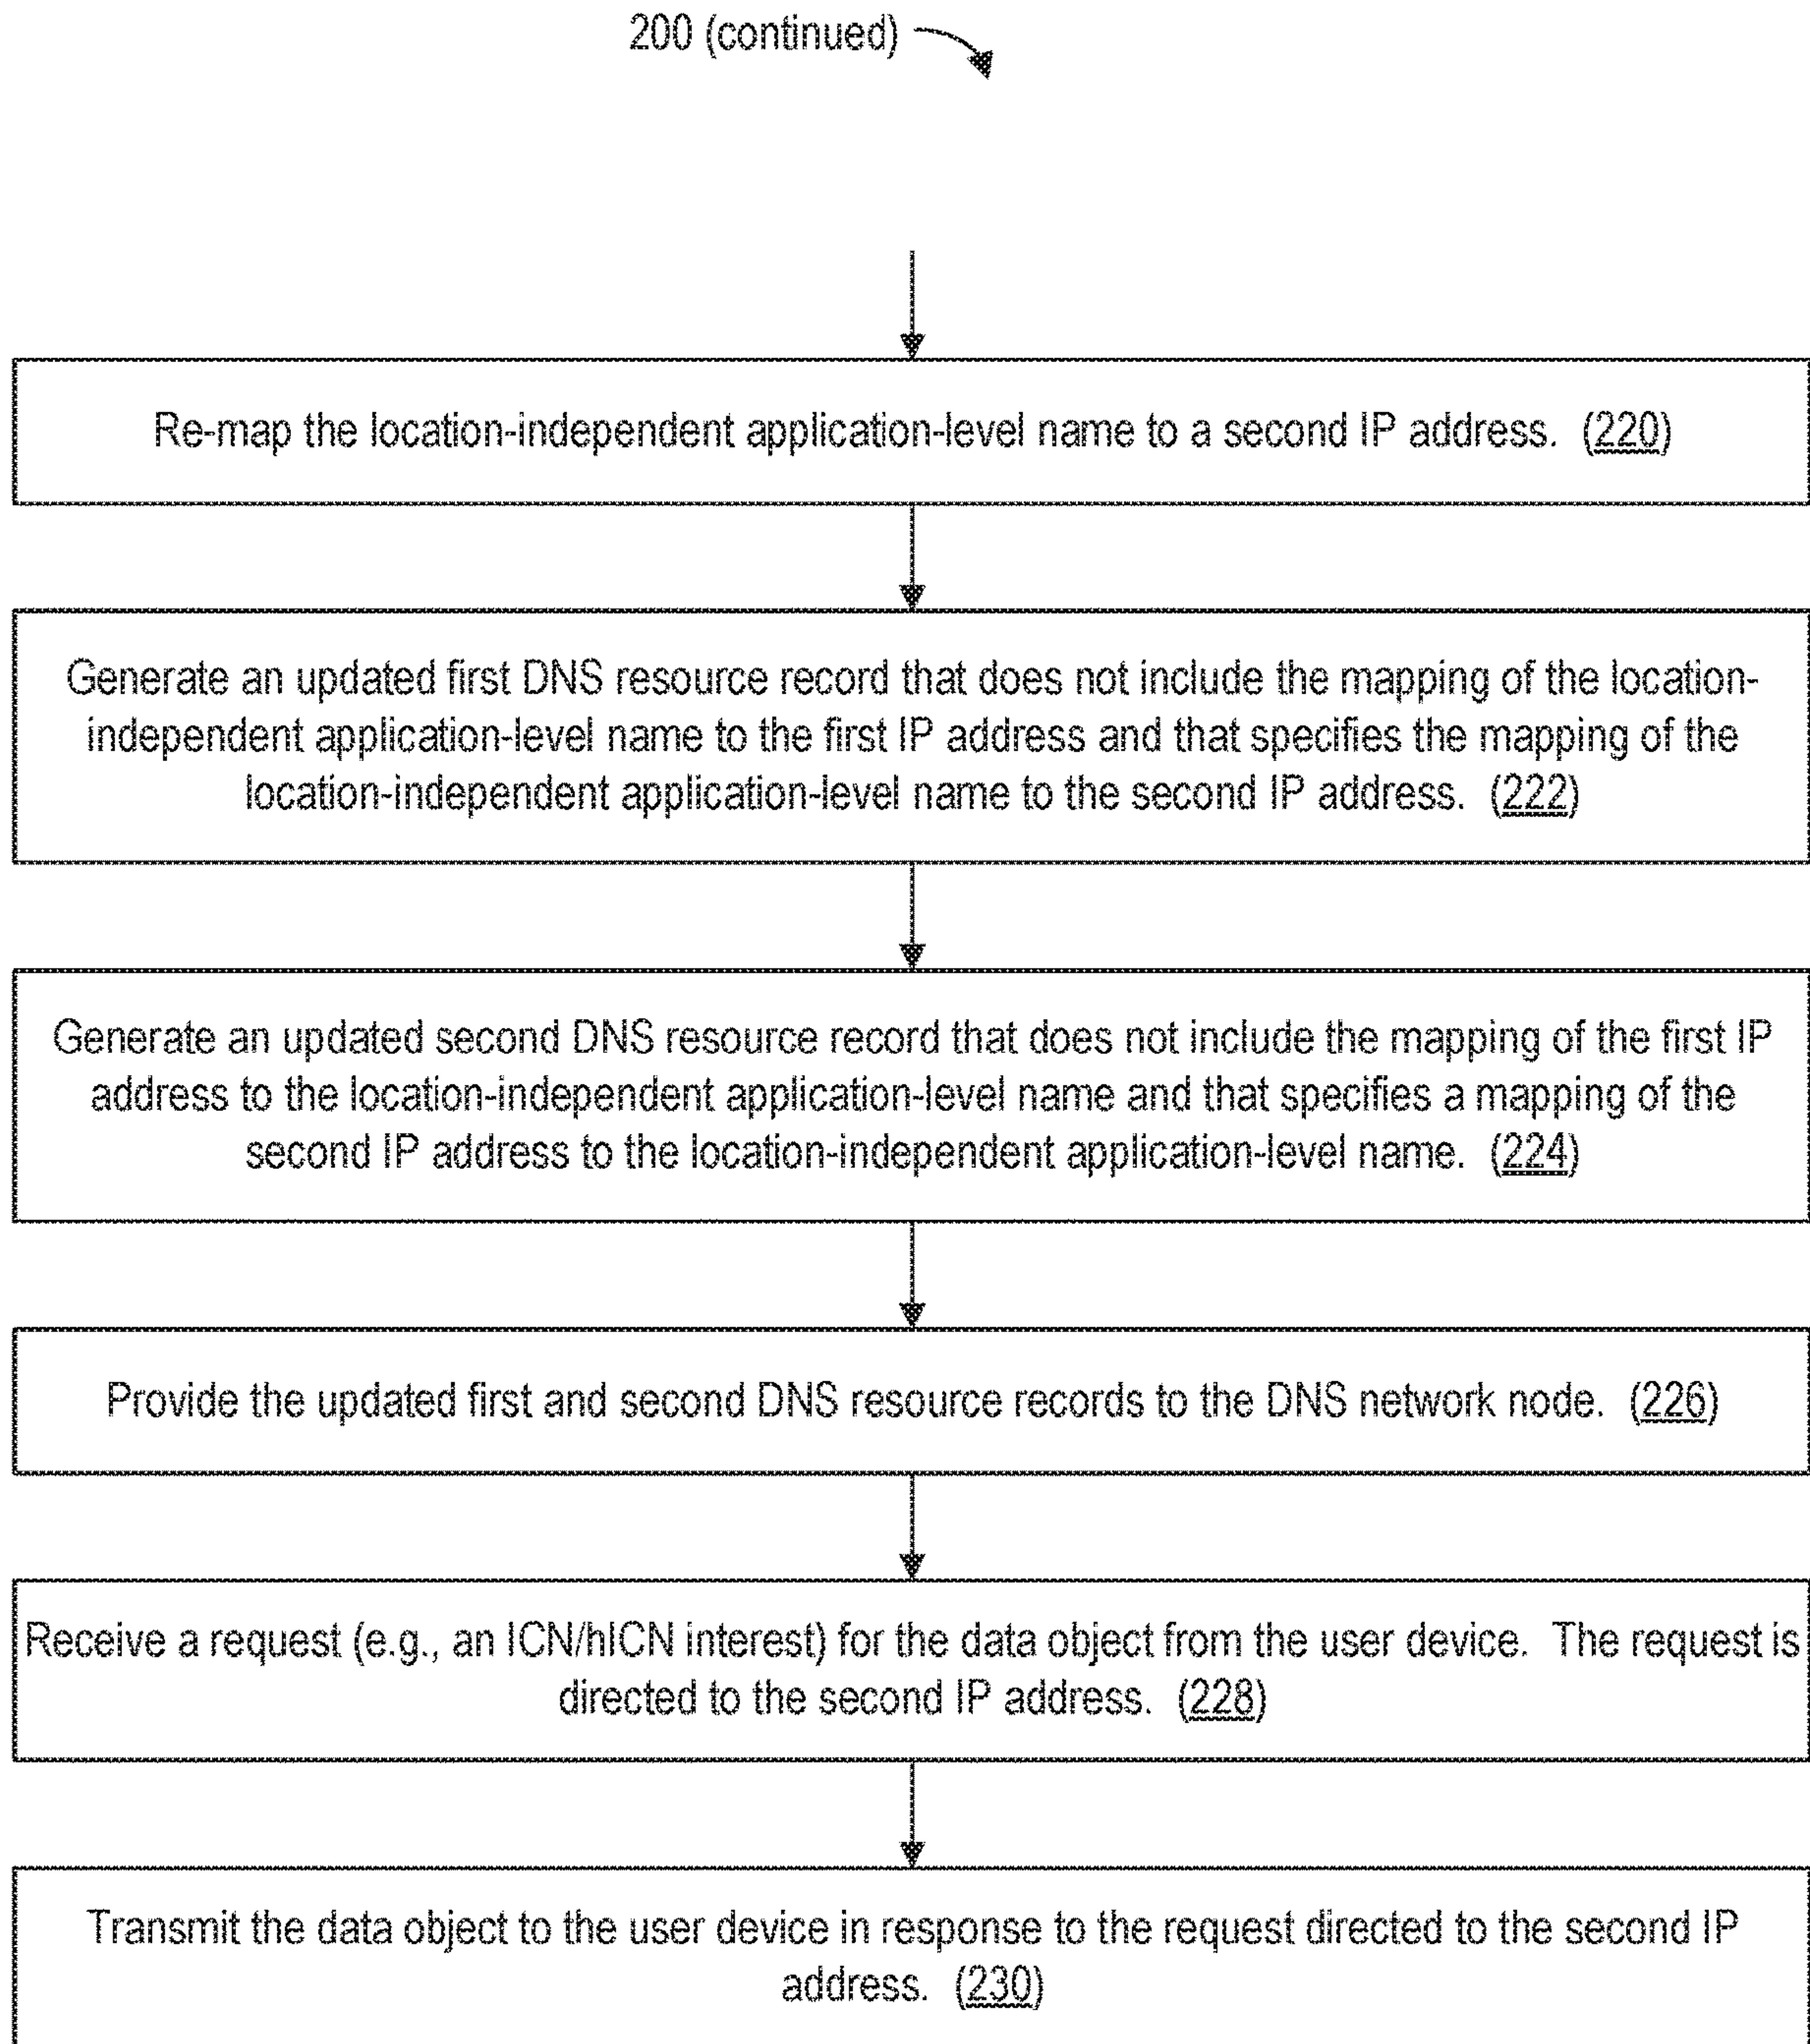 200 (continued)
Re-map the location-independent application-level name to a second IP address. (220)
Generate an updated first DNS resource record that does not include the mapping of the location-
independent application-level name to the first IP address and that specifies the mapping of the
location-independent application-level name to the second IP address. (222)
Generate an updated second DNS resource record that does not include the mapping of the first IP
address to the location-independent application-level name and that specifies a mapping of the
second IP address to the location-independent application-level name. (224)
Provide the updated first and second DNS resource records to the DNS network node. (226)
Receive a request (e.g., an ICN/hICN interest) for the data object from the user device. The request is
directed to the second IP address. (228)
Transmit the data object to the user device in response to the request directed to the second IP
address. (230)